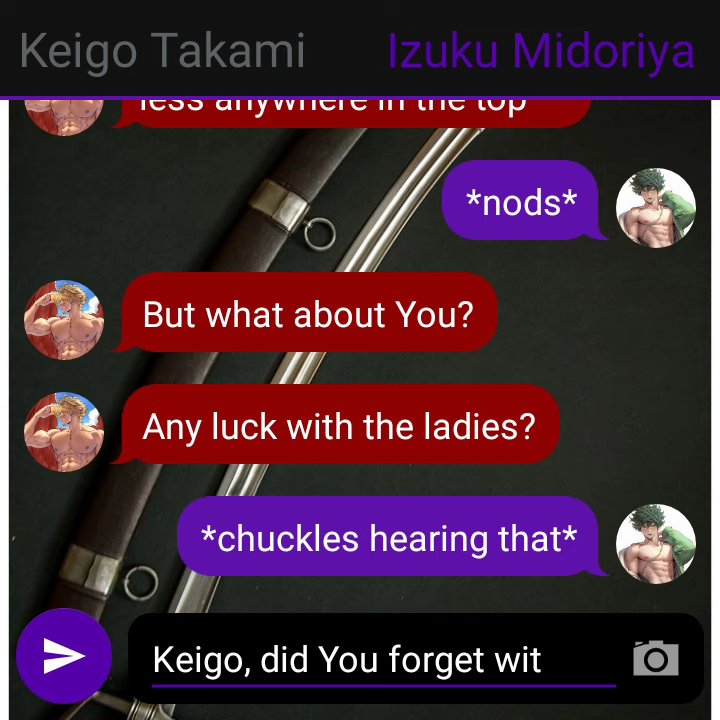 Keigo Takami
Izuku Midoriya
less anywhere in the top
*nods*
But what about You?
Any luck with the ladies?
*chuckles hearing that*
Keigo, did You forget wit